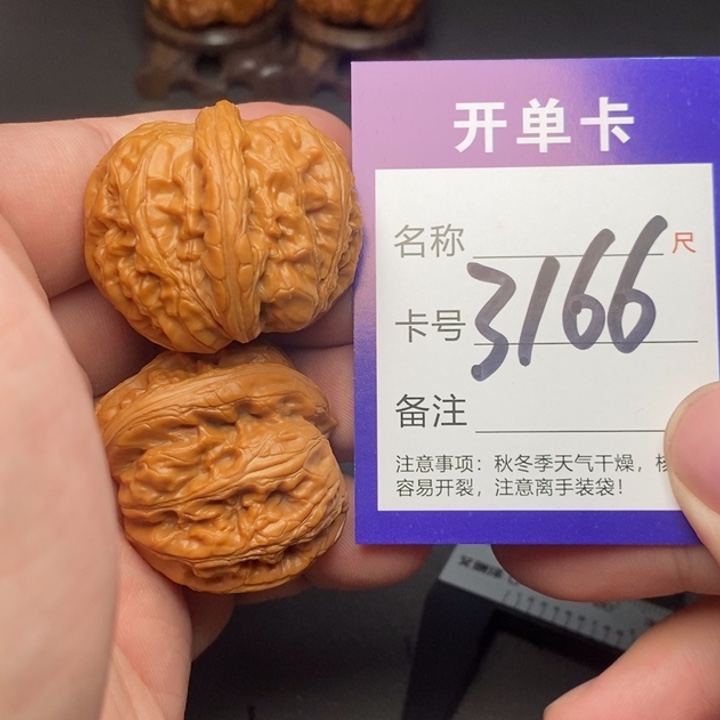 开单卡
名称 尺
卡号 3166
备注
注意事项：秋冬季天气干燥，
容易开裂，注意离手装袋！